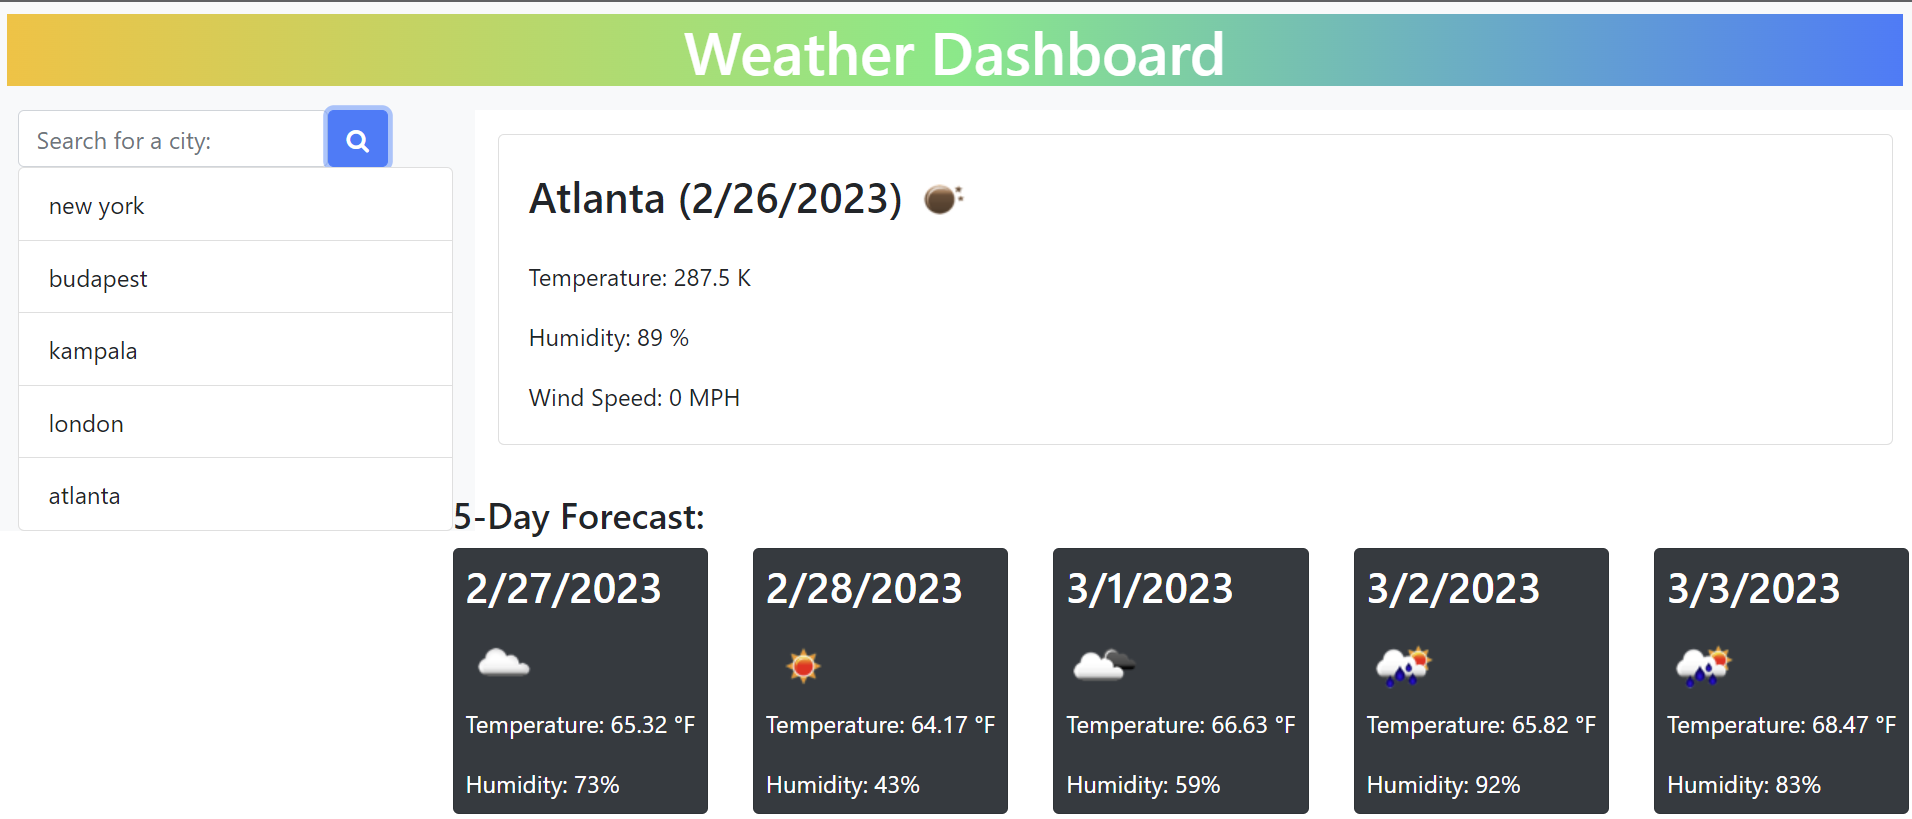 Weather Dashboard
Search for a city:
new york
budapest
kampala
london
atlanta
Atlanta (2/26/2023)
Temperature: 287.5 K
Humidity: 89 %
Wind Speed: 0 MPH
5-Day Forecast:
2/27/2023
Temperature: 65.32 °F
Humidity: 73%
2/28/2023
Temperature: 64.17 °F
Humidity: 43%
3/1/2023
Temperature: 66.63 °F
Humidity: 59%
3/2/2023
Temperature: 65.82 °F
Humidity: 92%
3/3/2023
Temperature: 68.47 °F
Humidity: 83%